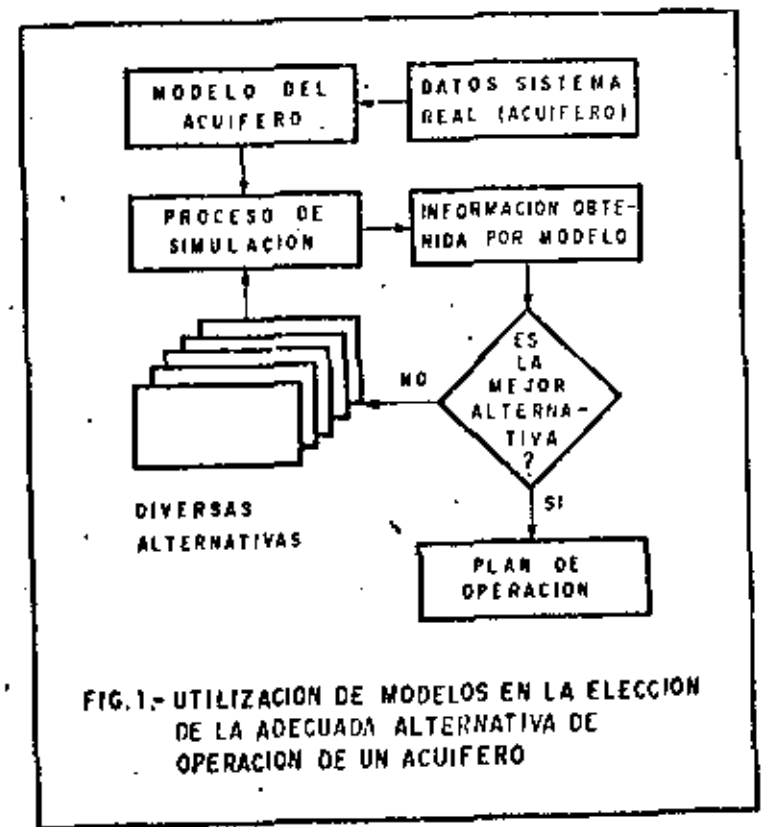 MODELO DEL
ACUIFERO
DATOS SISTEMA
REAL (ACUIFERO)
PROCESO DE
SIMULACION
INFORMACION OBTE-
NIDA POR MODELO
ES
LA
MEJOR
ALTERNA-
TIVA
?
NO
SI
DIVERSAS
ALTERNATIVAS
PLAN DE
OPERACION
FIG. 1.- UTILIZACION DE MODELOS EN LA ELECCION
DE LA ADECUADA ALTERNATIVA DE
OPERACION DE UN ACUIFERO